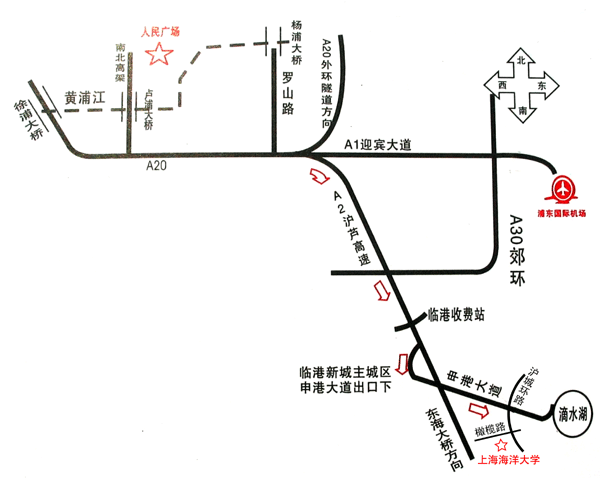 人民广场
杨浦大桥
南北高架
A20外环隧道方向
北
西
东
南
罗山路
黄浦江
卢浦大桥
徐浦大桥
A20
A1迎宾大道
浦东国际机场
A2沪芦高速
A30郊环
临港收费站
临港新城主城区
申港大道出口下
申港大道
沪城环路
滴水湖
东海大桥方向
橄榄路
上海海洋大学